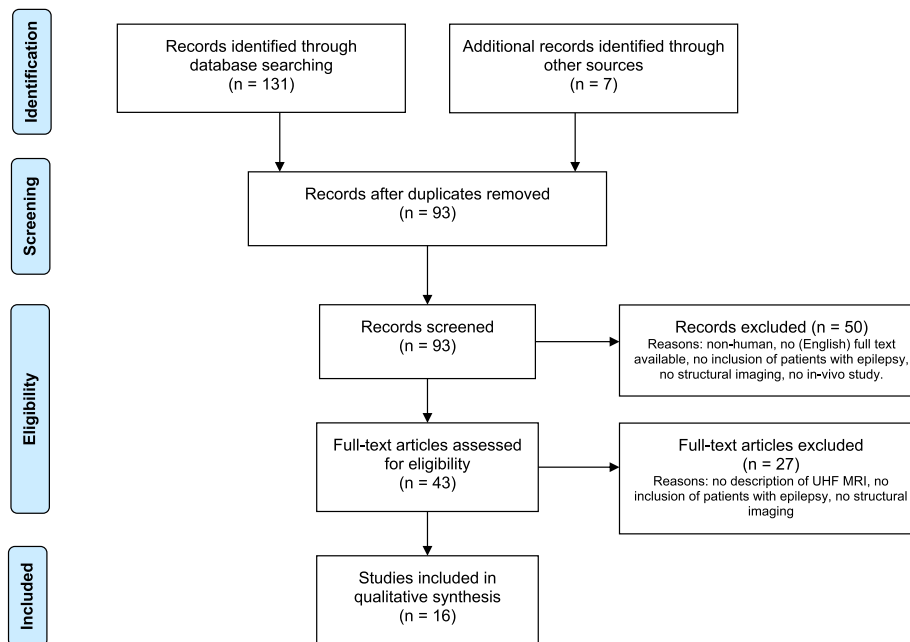 Identification
Records identified through
database searching
(n = 131)
Additional records identified through
other sources
(n = 7)
Screening
Records after duplicates removed
(n = 93)
Eligibility
Records screened
(n = 93)
Records excluded (n = 50)
Reasons: non-human, no (English) full text
available, no inclusion of patients with epilepsy,
no structural imaging, no in-vivo study.
Full-text articles assessed
for eligibility
(n = 43)
Full-text articles excluded
(n = 27)
Reasons: no description of UHF MRI, no
inclusion of patients with epilepsy, no structural
imaging
Included
Studies included in
qualitative synthesis
(n = 16)